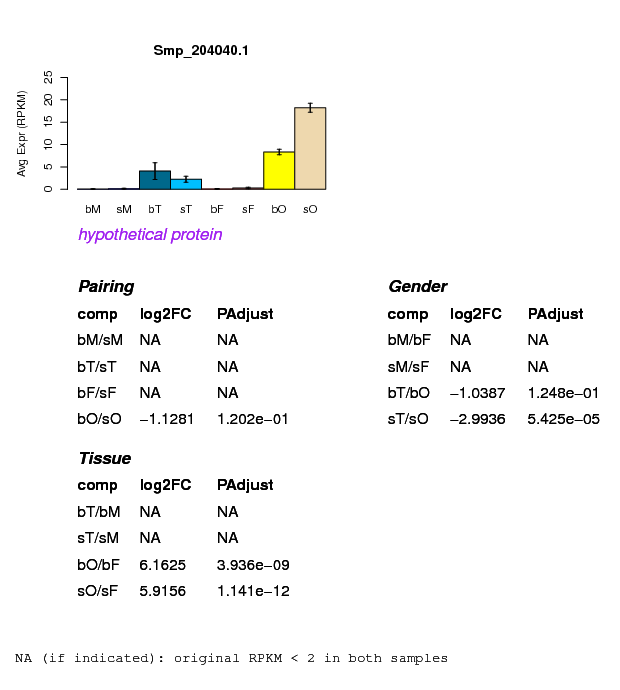 Smp_204040.1
Avg Expr (RPKM)
25
20
15
10
5
0
bM sM bT sT bF sF bO sO
hypothetical protein
Pairing
comp log2FC PAdjust
bM/sM NA NA
bT/sT NA NA
bF/sF NA NA
bO/sO −1.1281 1.202e−01
Gender
comp log2FC PAdjust
bM/bF NA NA
sM/sF NA NA
bT/bO −1.0387 1.248e−01
sT/sO −2.9936 5.425e−05
Tissue
comp log2FC PAdjust
bT/bM NA NA
sT/sM NA NA
bO/bF 6.1625 3.936e−09
sO/sF 5.9156 1.141e−12
NA (if indicated): original RPKM < 2 in both samples